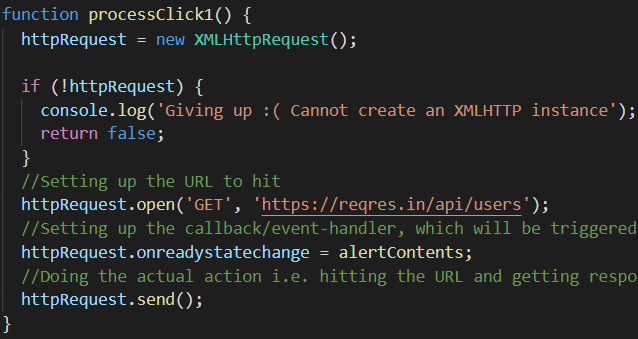 function processClick1() {
httpRequest = new XMLHttpRequest();
if (!httpRequest) {
console.log('Giving up :( Cannot create an XMLHTTP instance');
return false;
}
//Setting up the URL to hit
httpRequest.open('GET', 'https://reqres.in/api/users');
//Setting up the callback/event-handler, which will be triggered
httpRequest.onreadystatechange = alertContents;
//Doing the actual action i.e. hitting the URL and getting respo
httpRequest.send();
}